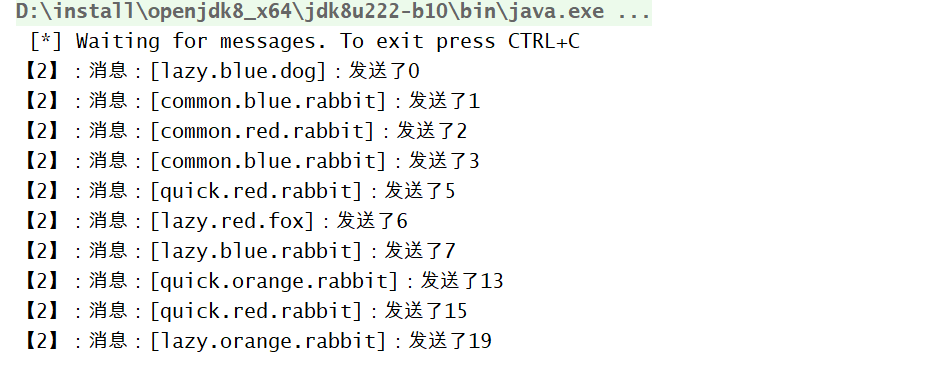 D:\install\openjdk8_x64\jdk8u222-b10\bin\java.exe ...
[*] Waiting for messages. To exit press CTRL+C
【2】：消息：[lazy.blue.dog]：发送了0
【2】：消息：[common.blue.rabbit]：发送了1
【2】：消息：[common.red.rabbit]：发送了2
【2】：消息：[common.blue.rabbit]：发送了3
【2】：消息：[quick.red.rabbit]：发送了5
【2】：消息：[lazy.red.fox]：发送了6
【2】：消息：[lazy.blue.rabbit]：发送了7
【2】：消息：[quick.orange.rabbit]：发送了13
【2】：消息：[quick.red.rabbit]：发送了15
【2】：消息：[lazy.orange.rabbit]：发送了19